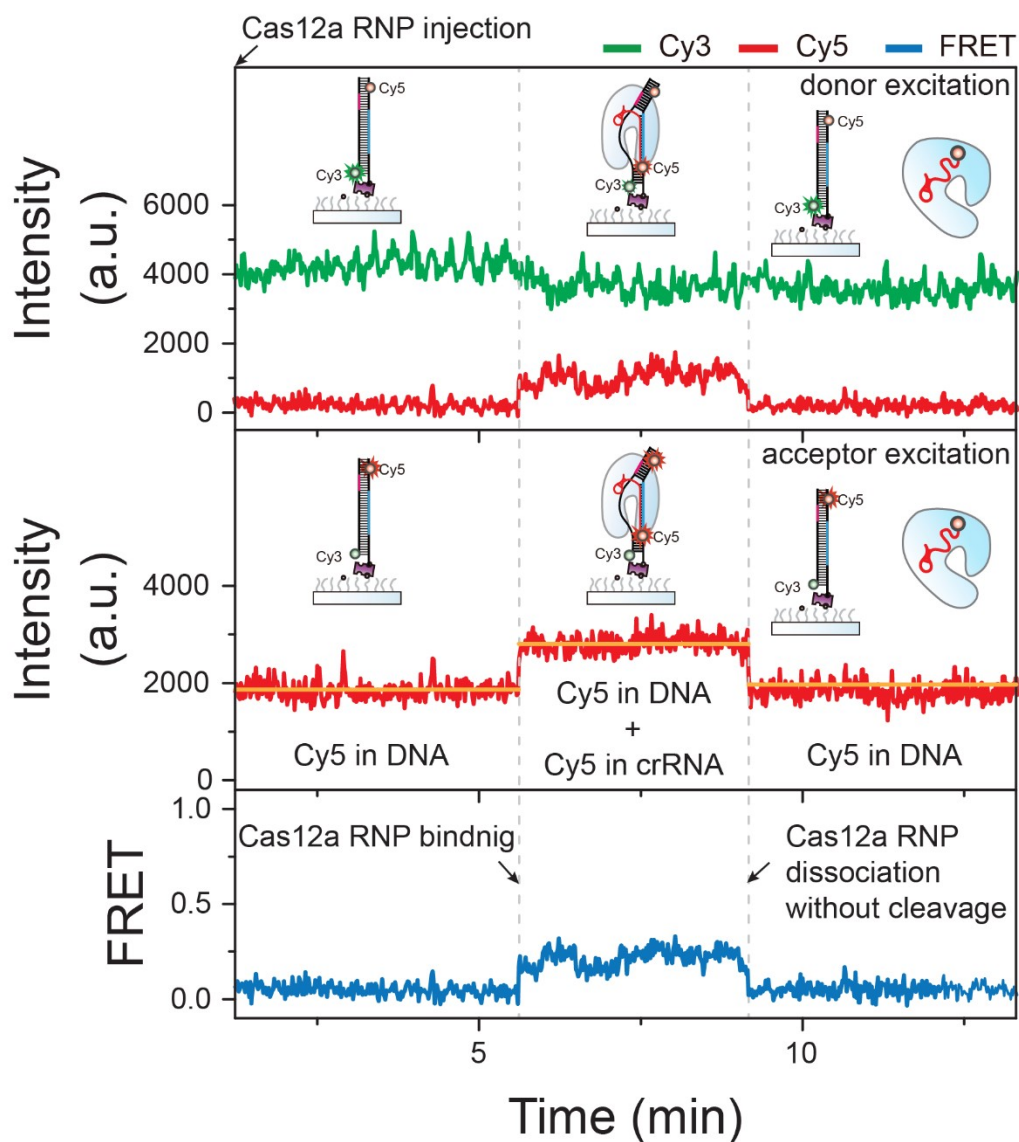 Cas12a RNP injection
Cy3 Cy5 FRET
donor excitation
Cy5
Cy3
Cy5
Cy3
Cy5
Cy3
Intensity
(a.u.)
6000
4000
2000
0
acceptor excitation
Cy5
Cy3
Cy5
Cy3
Cy5
Cy3
Intensity
(a.u.)
4000
2000
0
Cy5 in DNA
Cy5 in DNA
+
Cy5 in crRNA
Cy5 in DNA
FRET
1.0
0.5
0.0
Cas12a RNP bindnig
Cas12a RNP
dissociation
without cleavage
5
10
Time (min)